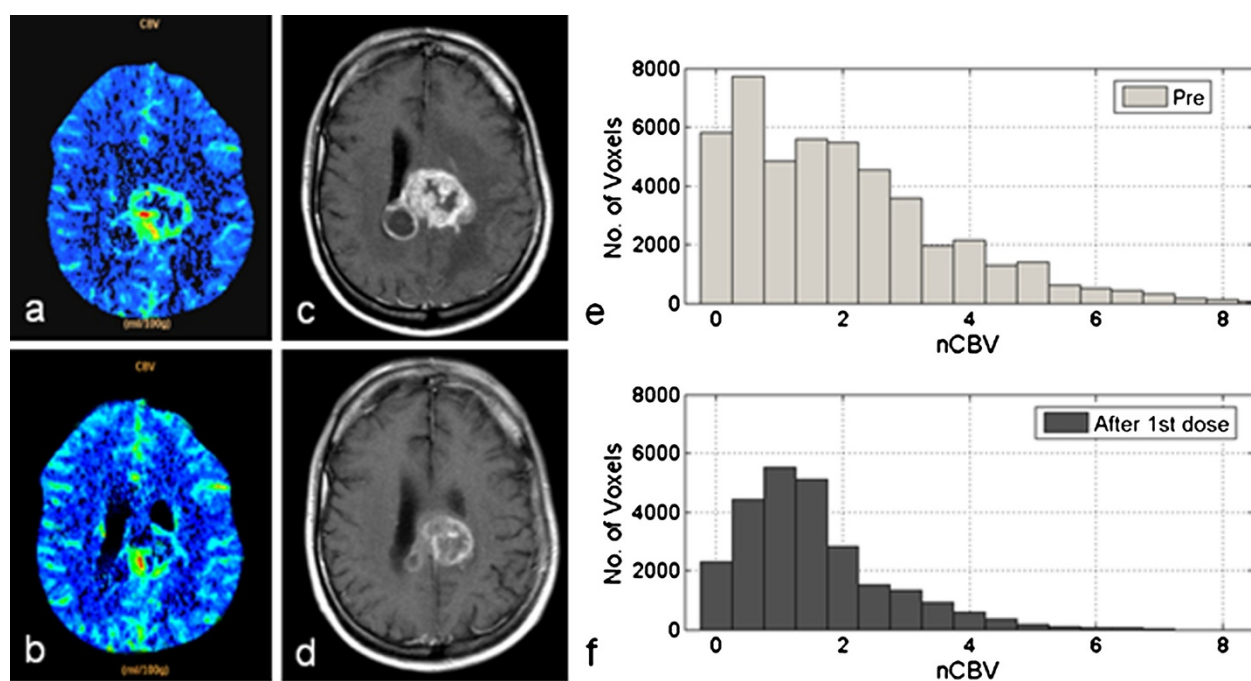 CBV
(ml/100g)
a
c
CBV
(ml/100g)
b
d
8000
6000
4000
2000
0
No. of Voxels
Pre
0 2 4 6 8
nCBV
e
8000
6000
4000
2000
0
No. of Voxels
After 1st dose
0 2 4 6 8
nCBV
f